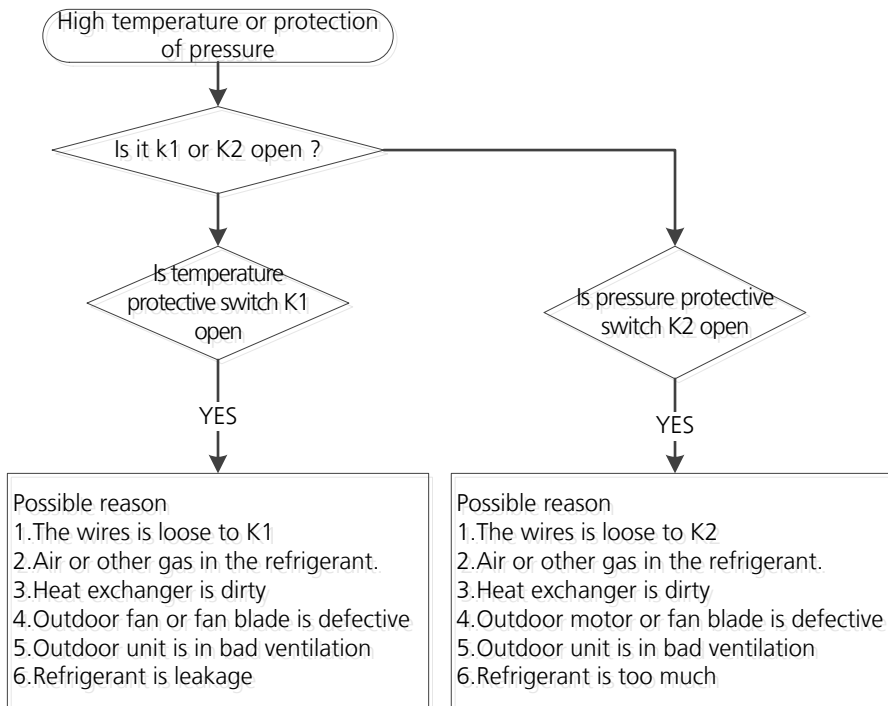 High temperature or protection
of pressure
Is it k1 or K2 open ?
Is temperature
protective switch K1
open
Is pressure protective
switch K2 open
YES
YES
Possible reason
1.The wires is loose to K1
2.Air or other gas in the refrigerant.
3.Heat exchanger is dirty
4.Outdoor fan or fan blade is defective
5.Outdoor unit is in bad ventilation
6.Refrigerant is leakage
Possible reason
1.The wires is loose to K2
2.Air or other gas in the refrigerant.
3.Heat exchanger is dirty
4.Outdoor motor or fan blade is defective
5.Outdoor unit is in bad ventilation
6.Refrigerant is too much